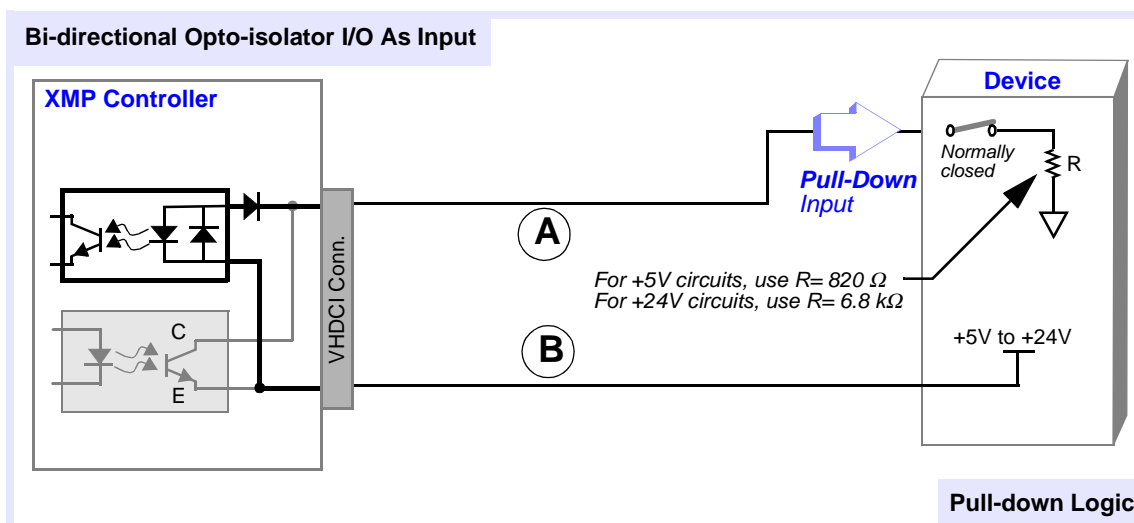 Bi-directional Opto-isolator I/O As Input
XMP Controller
Device
Normally
closed
R
Pull-Down
Input
VHDCI Conn.
A
For +5V circuits, use R= 820 Ω
For +24V circuits, use R= 6.8 kΩ
C
E
B
+5V to +24V
Pull-down Logic